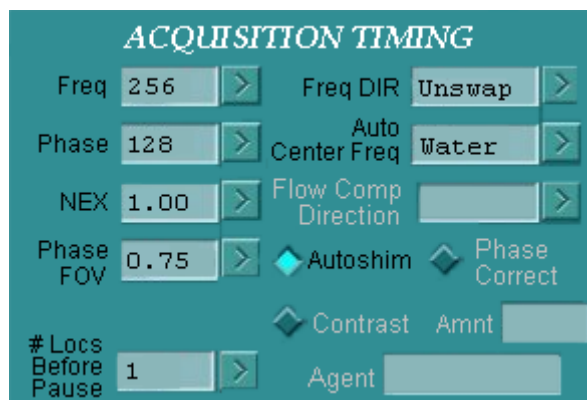 ACQUISITION TIMING
Freq 256 > Freq DIR Unswap >
Phase 128 > Auto Center Freq Water >
NEX 1.00 > Flow Comp Direction >
Phase FOV 0.75 > Autoshim Phase Correct
Contrast Amnt
# Locs Before Pause 1 > Agent